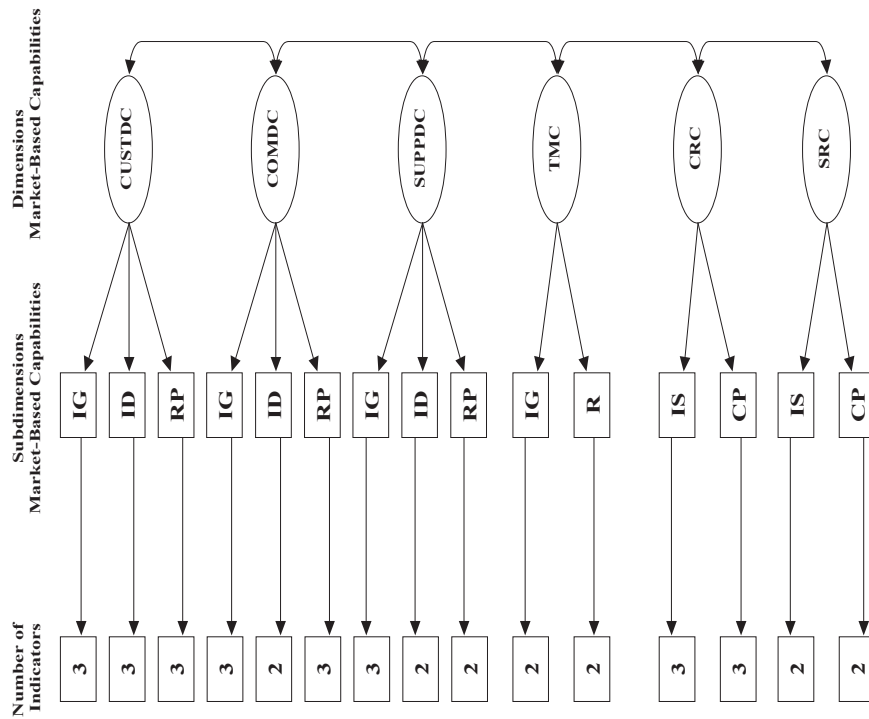 Dimensions
Market-Based Capabilities
CUSTDC
COMDC
SUPPDC
TMC
CRC
SRC
Subdimensions
Market-Based Capabilities
IG
ID
RP
IG
ID
RP
IG
ID
RP
IG
R
IS
CP
IS
CP
Number of
Indicators
3
3
3
3
2
3
3
2
2
2
2
3
3
2
2